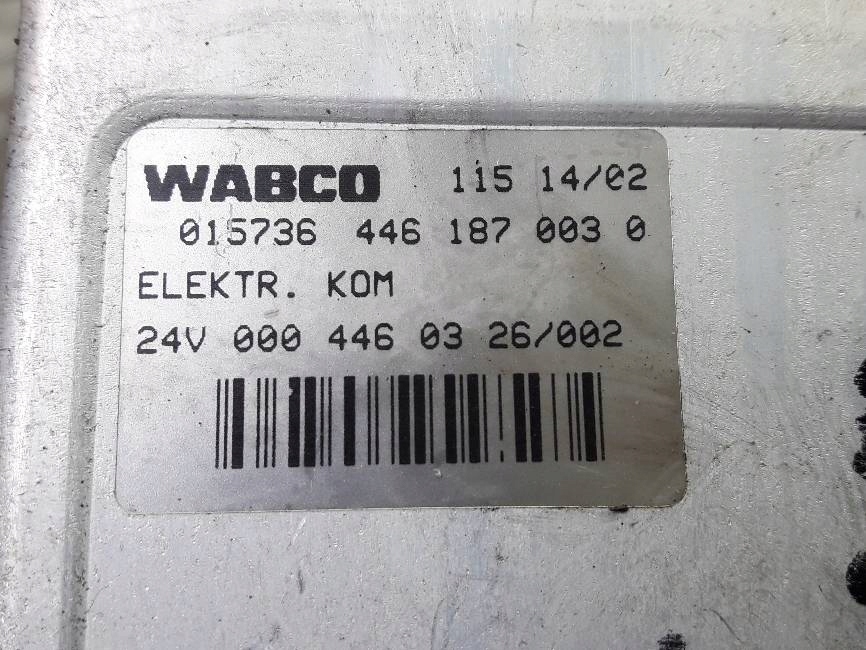 WABCO 115 14/02
015736 446 187 003 0
ELEKTR. KOM
24V 000 446 03 26/002